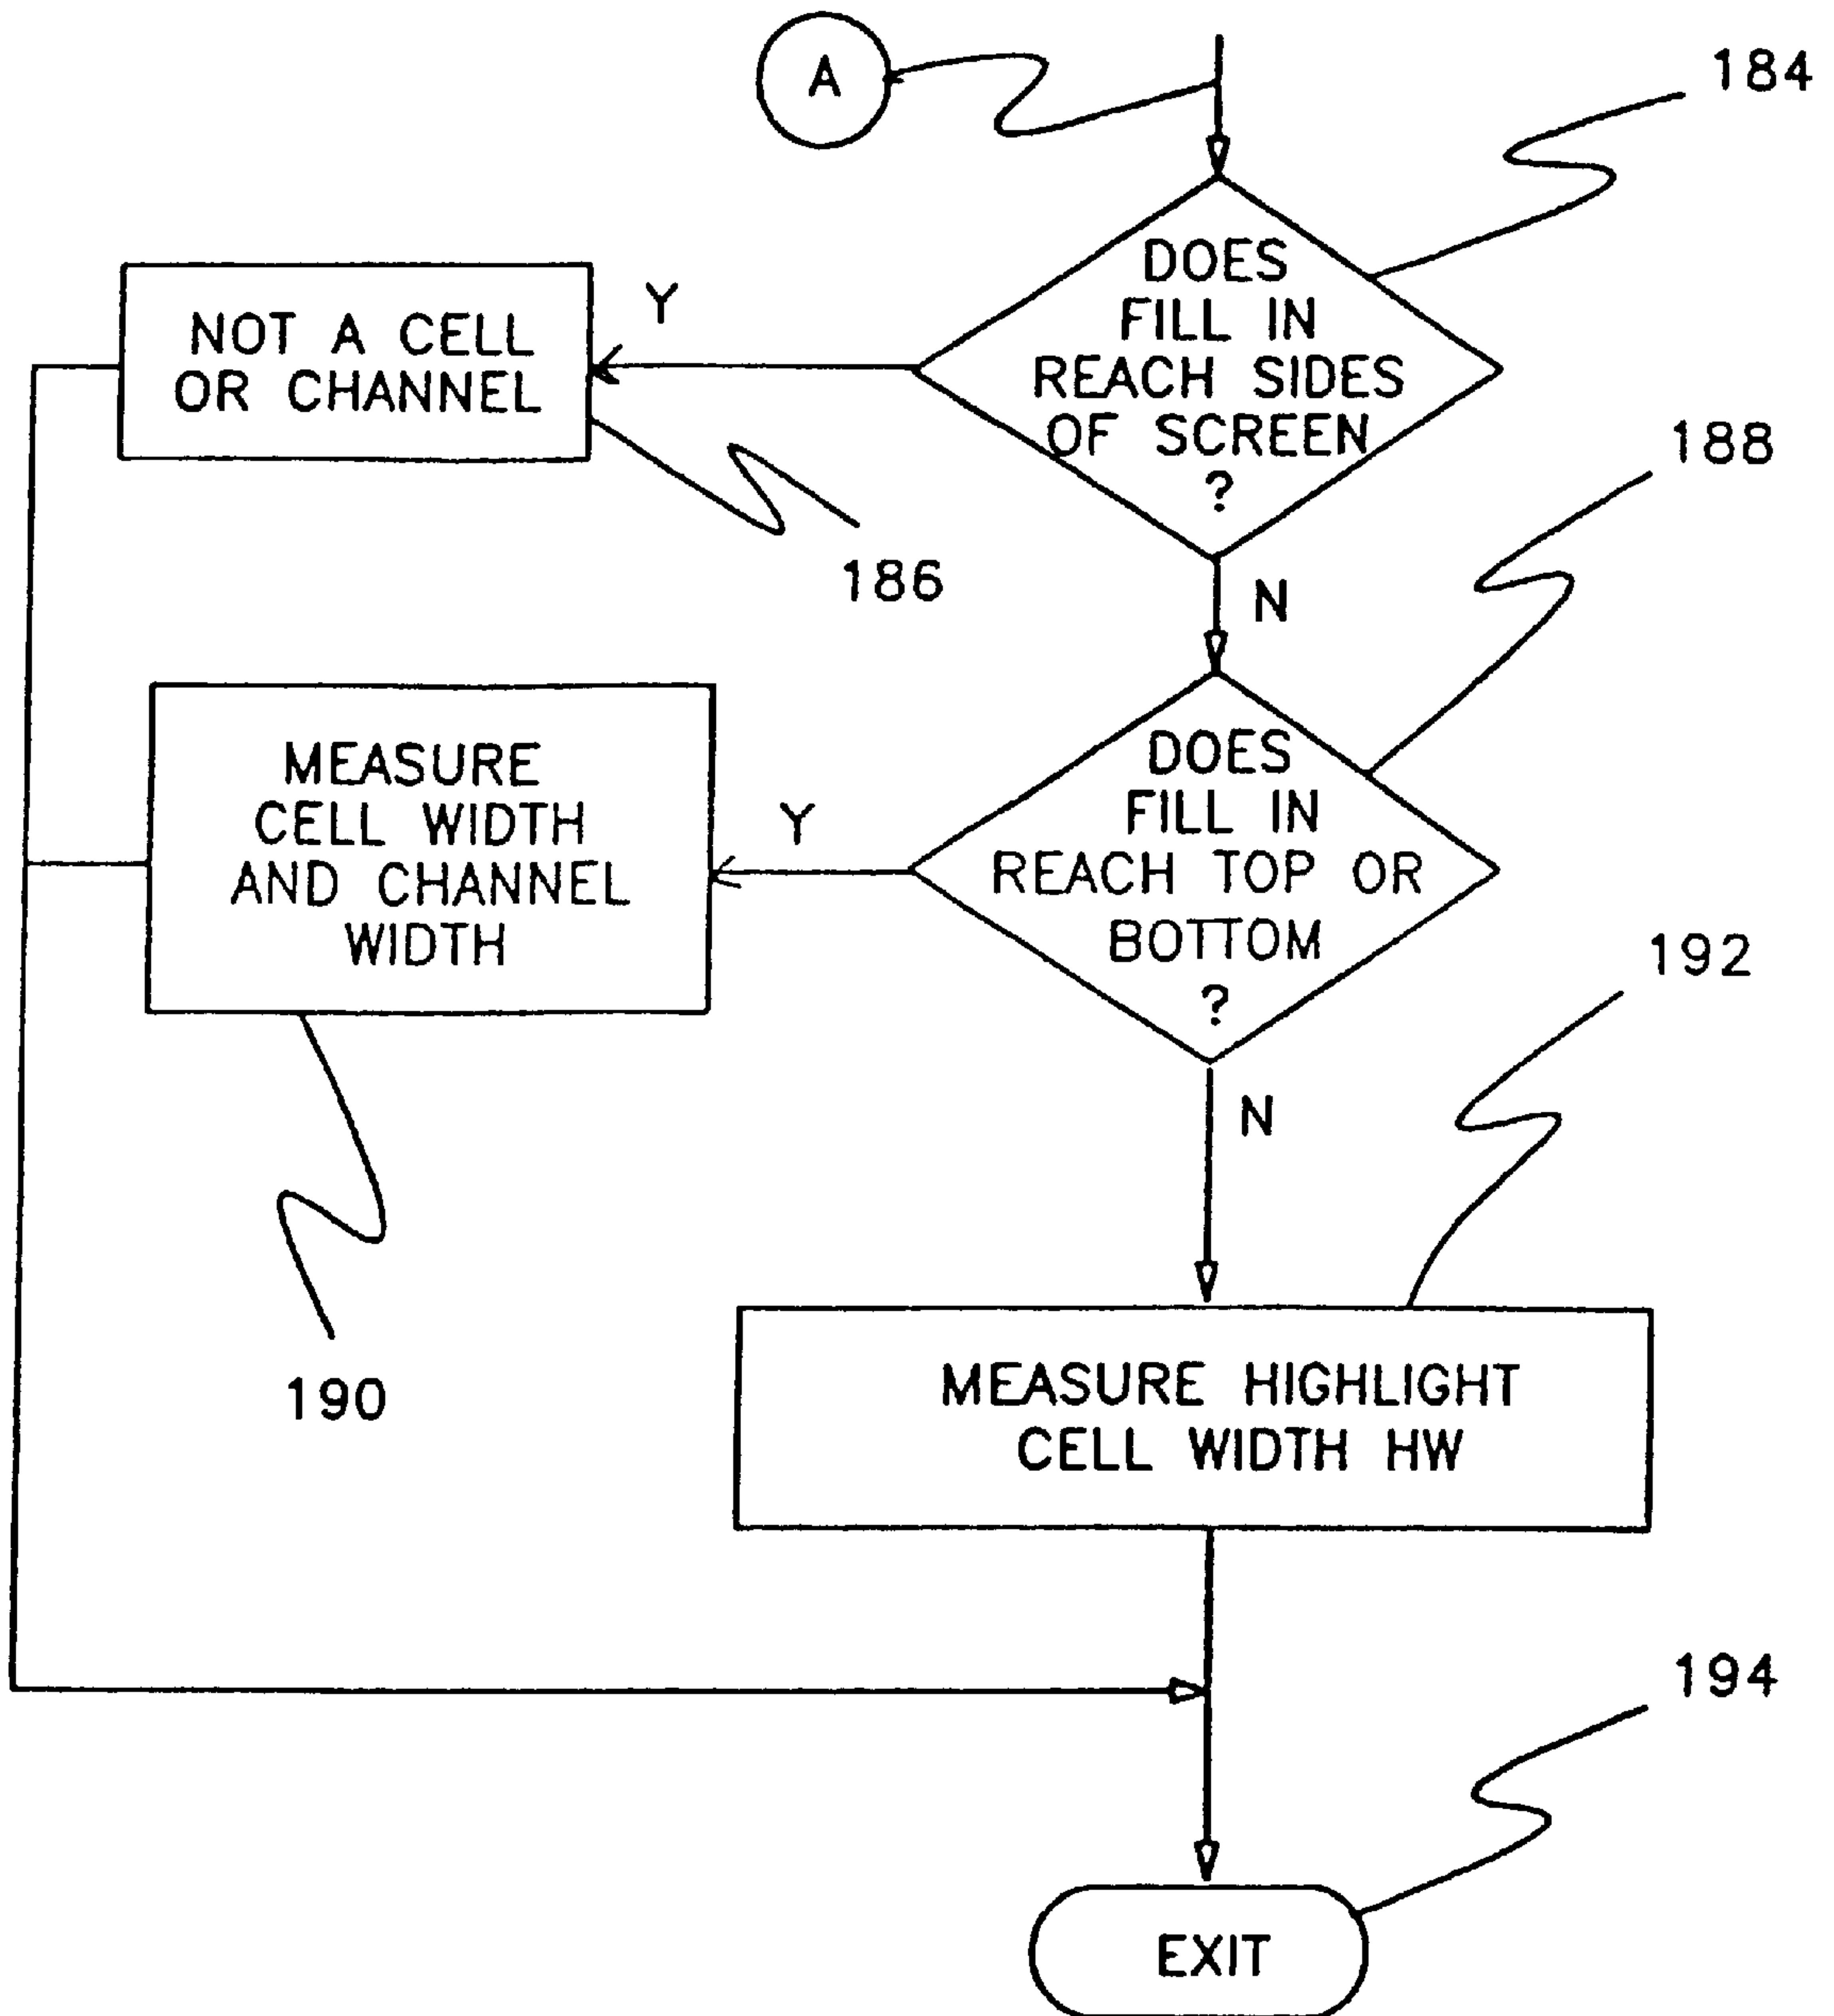 A
184
DOES
FILL IN
REACH SIDES
OF SCREEN
?
Y
NOT A CELL
OR CHANNEL
186
N
188
DOES
FILL IN
REACH TOP OR
BOTTOM
?
Y
MEASURE
CELL WIDTH
AND CHANNEL
WIDTH
190
N
192
MEASURE HIGHLIGHT
CELL WIDTH HW
194
EXIT